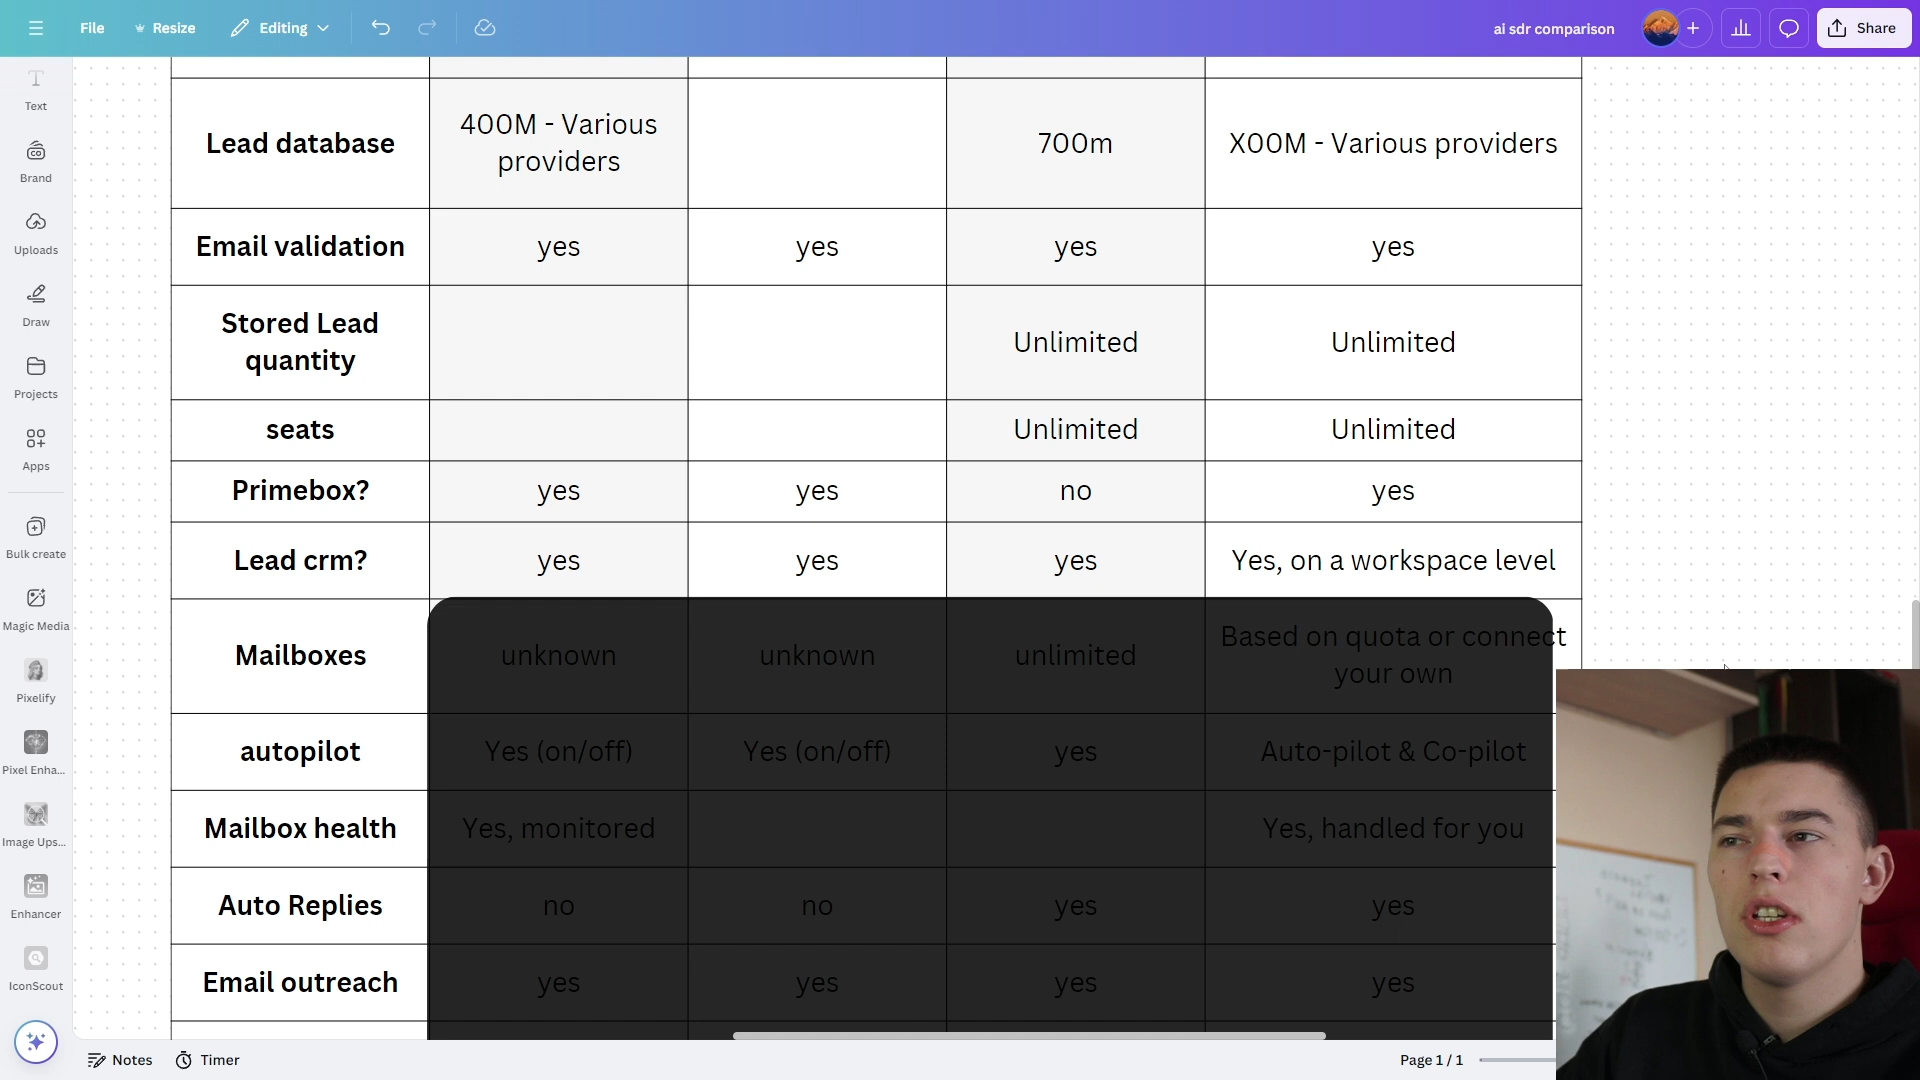 File
Resize
Editing
ai sdr comparison
Share
Text
Brand
Uploads
Draw
Projects
Apps
Bulk create
Magic Media
Pixelify
Pixel Enha...
Image Ups...
Enhancer
IconScout
Lead database
400M - Various
providers
700m
X00M - Various providers
Email validation
yes
yes
yes
yes
Stored Lead
quantity
Unlimited
Unlimited
seats
Unlimited
Unlimited
Primebox?
yes
yes
no
yes
Lead crm?
yes
yes
yes
Yes, on a workspace level
Mailboxes
unknown
unknown
unlimited
Based on quota or connect
your own
autopilot
Yes (on/off)
Yes (on/off)
yes
Auto-pilot & Co-pilot
Mailbox health
Yes, monitored
Yes, handled for you
Auto Replies
no
no
yes
yes
Email outreach
yes
yes
yes
yes
Notes
Timer
Page 1 / 1